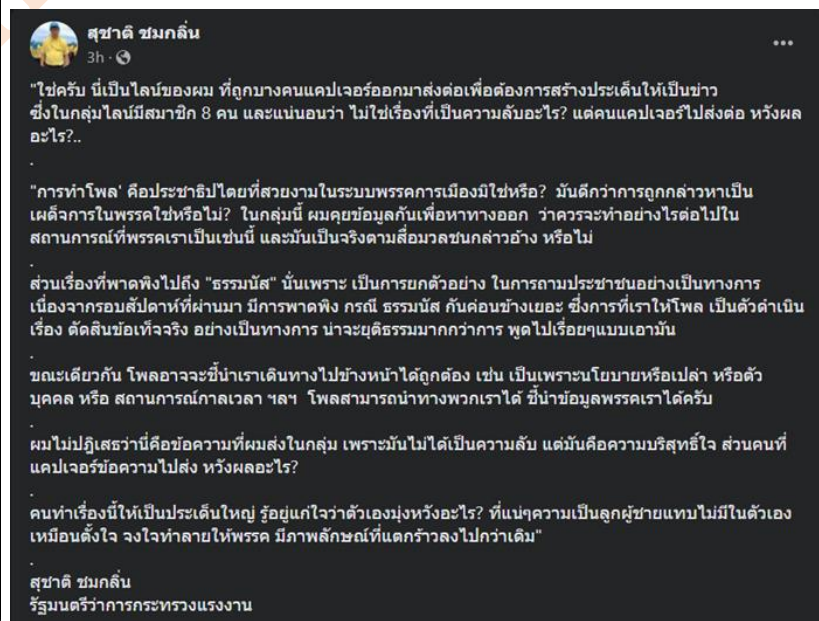 สุชาติ ชมกลิ่น
3h ·
"ใช่ครับ นี่เป็นไลน์ของผม ที่ถูกบางคนแคปเจอร์ออกมาส่งต่อเพื่อต้องการสร้างประเด็นให้เป็นข่าว
ซึ่งในกลุ่มไลน์มีสมาชิก 8 คน และแน่นอนว่า ไม่ใช่เรื่องที่เป็นความลับอะไร? แต่คนแคปเจอร์ไปส่งต่อ หวังผล
อะไร?..
.
"การทำโพล' คือประชาธิปไตยที่สวยงามในระบบพรรคการเมืองมิใช่หรือ? มันดีกว่าการถูกกล่าวหาเป็น
เผด็จการในพรรคใช่หรือไม่? ในกลุ่มนี้ ผมคุยข้อมูลกันเพื่อหาทางออก ว่าควรจะทำอย่างไรต่อไปใน
สถานการณ์ที่พรรคเราเป็นเช่นนี้ และมันเป็นจริงตามสื่อมวลชนกล่าวอ้าง หรือไม่
.
ส่วนเรื่องที่พาดพิงไปถึง "ธรรมนัส" นั่นเพราะ เป็นการยกตัวอย่าง ในการถามประชาชนอย่างเป็นทางการ
เนื่องจากรอบสัปดาห์ที่ผ่านมา มีการพาดพิง กรณี ธรรมนัส กันค่อนข้างเยอะ ซึ่งการที่เราให้โพล เป็นตัวดำเนิน
เรื่อง ตัดสินข้อเท็จจริง อย่างเป็นทางการ น่าจะยุติธรรมมากกว่าการ พูดไปเรื่อยๆแบบเอามัน
.
ขณะเดียวกัน โพลอาจจะชี้นำเราเดินทางไปข้างหน้าได้ถูกต้อง เช่น เป็นเพราะนโยบายหรือเปล่า หรือตัว
บุคคล หรือ สถานการณ์กาลเวลา ฯลฯ โพลสามารถนำทางพวกเราได้ ชี้นำข้อมูลพรรคเราได้ครับ
.
ผมไม่ปฎิเสธว่านี่คือข้อความที่ผมส่งในกลุ่ม เพราะมันไม่ได้เป็นความลับ แต่มันคือความบริสุทธิ์ใจ ส่วนคนที่
แคปเจอร์ข้อความไปส่ง หวังผลอะไร?
.
คนทำเรื่องนี้ให้เป็นประเด็นใหญ่ รู้อยู่แก่ใจว่าตัวเองมุ่งหวังอะไร? ที่แน่ๆความเป็นลูกผู้ชายแทบไม่มีในตัวเอง
เหมือนตั้งใจ จงใจทำลายให้พรรค มีภาพลักษณ์ที่แตกร้าวลงไปกว่าเดิม"
.
สุชาติ ชมกลิ่น
รัฐมนตรีว่าการกระทรวงแรงงาน